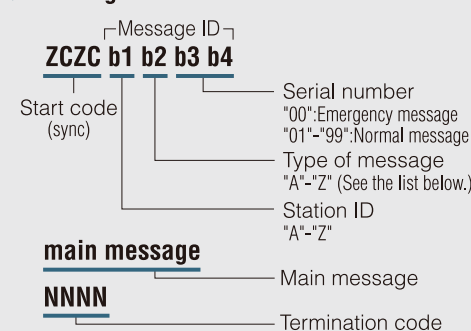 Message ID
ZCZC b1 b2 b3 b4
Start code
(sync)
Serial number
"00":Emergency message
"01"-"99":Normal message
Type of message
"A"-"Z" (See the list below.)
Station ID
"A"-"Z"
main message
Main message
NNNN
Termination code